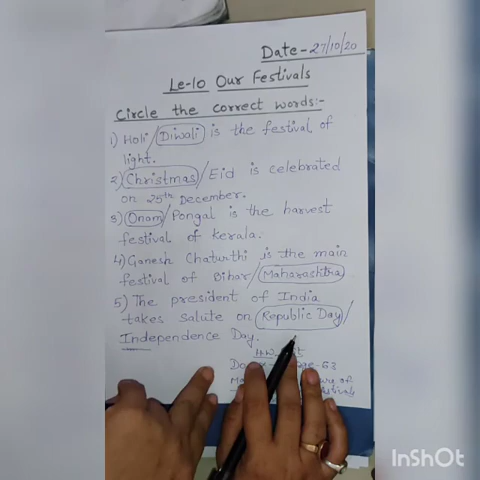 Date-27/10/20
Le-10 Our Festivals
Circle the correct words:-
1) Holi/Diwali is the festival of
light.
2) Christmas/Eid is celebrated
on 25th December.
3) Onam/Pongal is the harvest
festival of Kerala.
4) Ganesh Chaturthi is the main
festival of Bihar/Maharashtra
5) The president of India
takes salute on Republic Day/
Independence Day.
H.W.
-63
of
InShOt